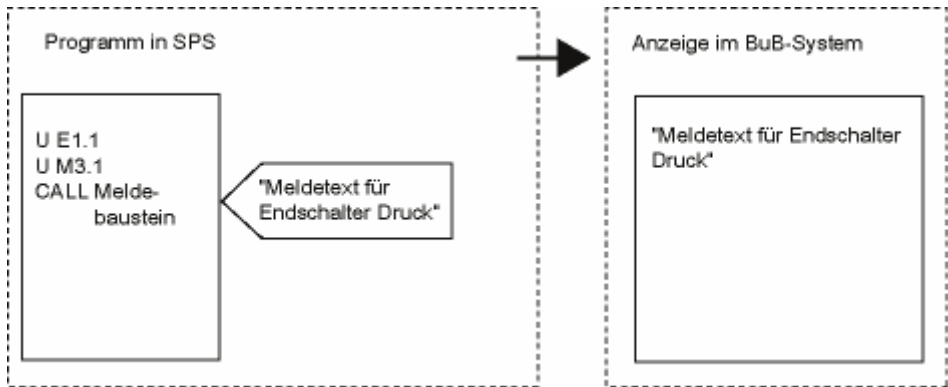 Programm in SPS
U E1.1
U M3.1
CALL Melde-
baustein
"Meldetext für
Endschalter Druck"
Anzeige im BuB-System
"Meldetext für Endschalter
Druck"